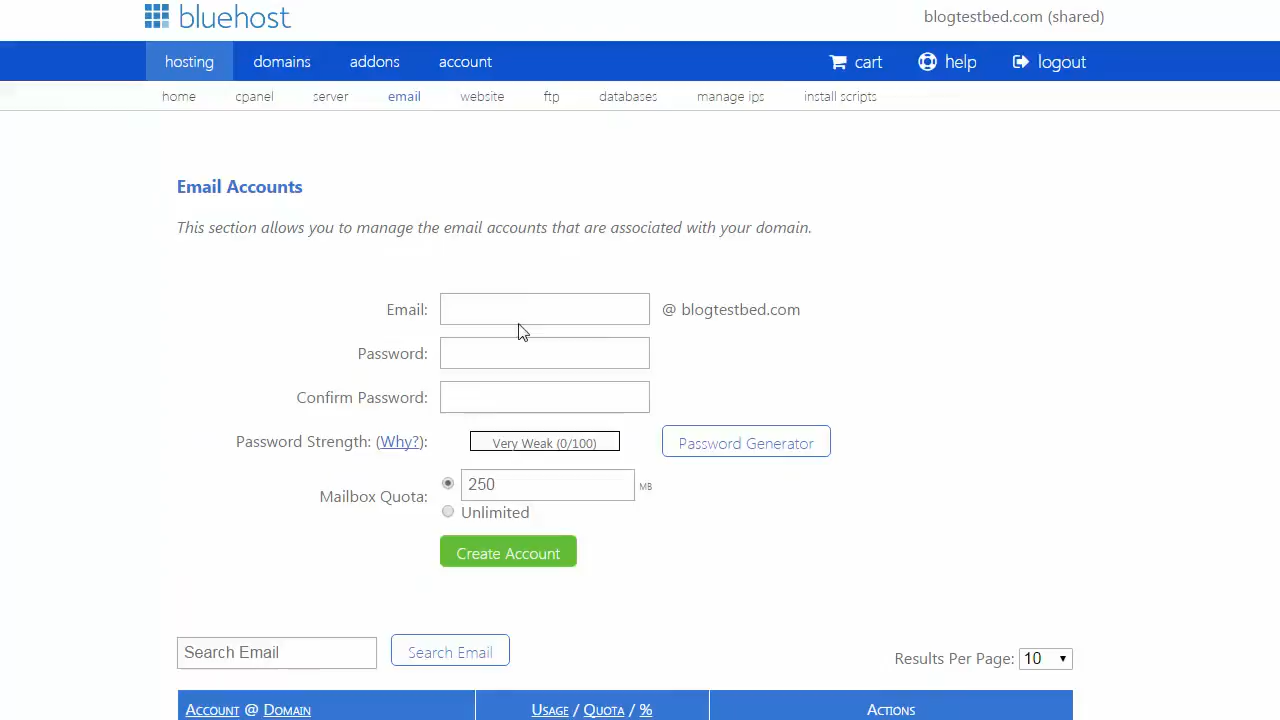 bluehost
blogtestbed.com (shared)
hosting domains addons account cart help logout
home cpanel server email website ftp databases manage ips install scripts
Email Accounts
This section allows you to manage the email accounts that are associated with your domain.
Email: @ blogtestbed.com
Password:
Confirm Password:
Password Strength: (Why?): Very Weak (0/100) Password Generator
Mailbox Quota: 250 MB
Unlimited
Create Account
Search Email Search Email Results Per Page: 10
Account @ Domain Usage / Quota / % Actions